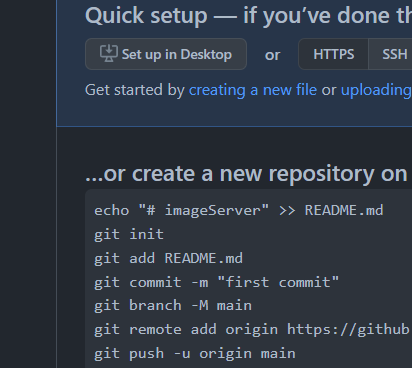 Quick setup — if you've done th
Set up in Desktop or HTTPS SSH
Get started by creating a new file or uploading
...or create a new repository on
echo "# imageServer" >> README.md
git init
git add README.md
git commit -m "first commit"
git branch -M main
git remote add origin https://github
git push -u origin main